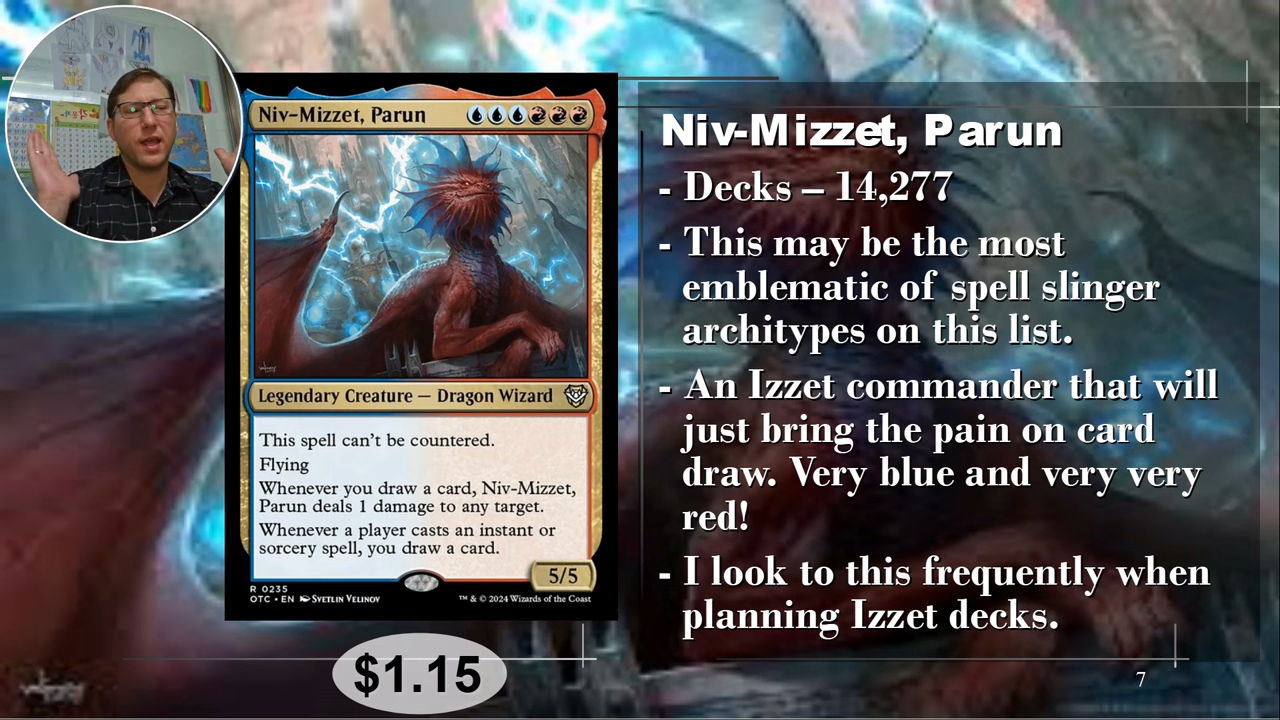 Niv-Mizzet, Parun
Legendary Creature — Dragon Wizard
This spell can't be countered.
Flying
Whenever you draw a card, Niv-Mizzet,
Parun deals 1 damage to any target.
Whenever a player casts an instant or
sorcery spell, you draw a card.
5/5
R 0235
OTC • EN SVETLIN VELINOV
™ & © 2024 Wizards of the Coast
$1.15
Niv-Mizzet, Parun
- Decks – 14,277
- This may be the most
emblematic of spell slinger
architypes on this list.
- An Izzet commander that will
just bring the pain on card
draw. Very blue and very very
red!
- I look to this frequently when
planning Izzet decks.
7